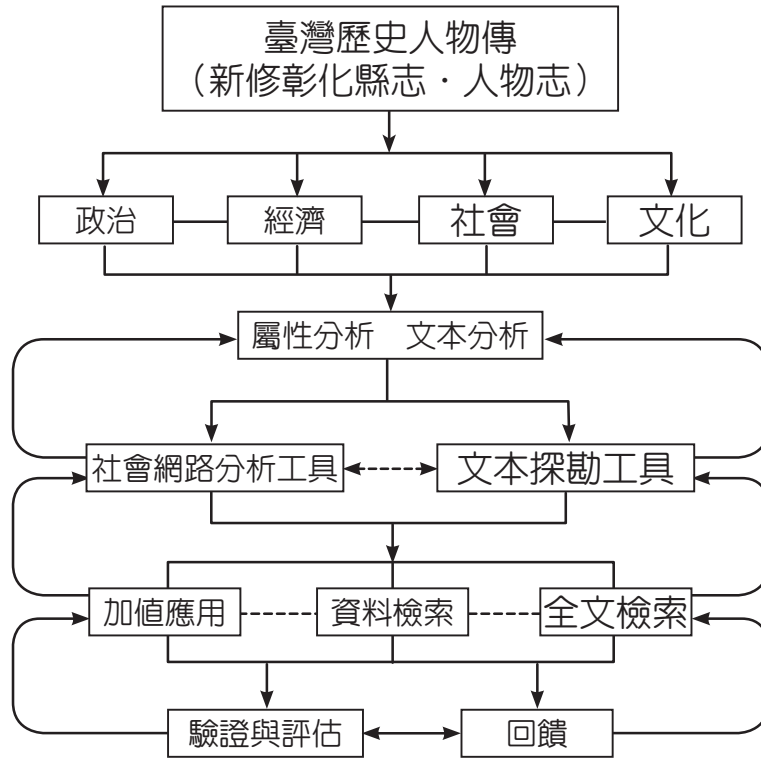 臺灣歷史人物傳
（新修彰化縣志．人物志）
政治
經濟
社會
文化
屬性分析　文本分析
社會網路分析工具
文本探勘工具
加值應用
資料檢索
全文檢索
驗證與評估
回饋